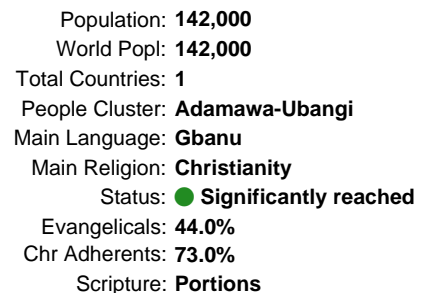 Population: 142,000
World Popl: 142,000
Total Countries: 1
People Cluster: Adamawa-Ubangi
Main Language: Gbanu
Main Religion: Christianity
Status: Significantly reached
Evangelicals: 44.0%
Chr Adherents: 73.0%
Scripture: Portions